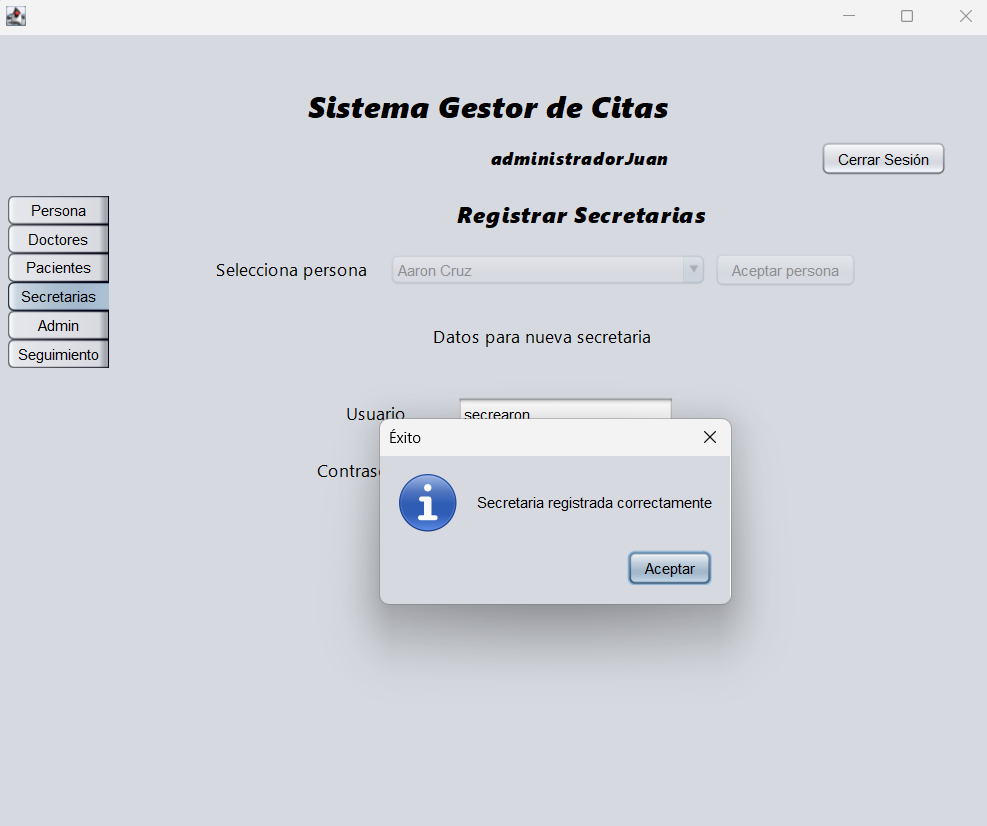 Sistema Gestor de Citas
administradorJuan
Cerrar Sesión
Persona
Doctores
Pacientes
Secretarias
Admin
Seguimiento
Registrar Secretarias
Selecciona persona
Aaron Cruz
Aceptar persona
Datos para nueva secretaria
Usuario
secrearon
Contras
Éxito
Secretaria registrada correctamente
Aceptar